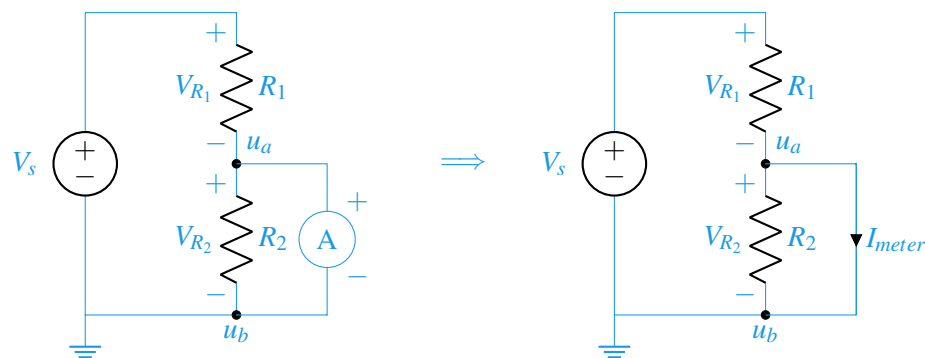 +
V_{R_1} R_1
−
u_a
V_s
+
−
+
V_{R_2} R_2
−
+
A
−
u_b
⟹
+
V_{R_1} R_1
−
u_a
V_s
+
−
+
V_{R_2} R_2
−
I_{meter}
u_b